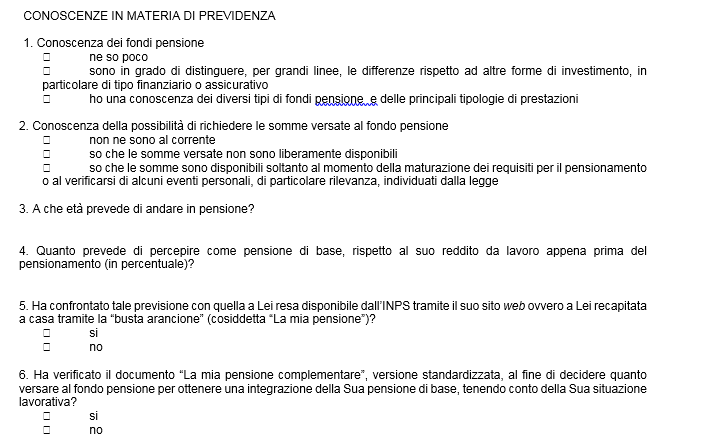 CONOSCENZE IN MATERIA DI PREVIDENZA
1. Conoscenza dei fondi pensione
□ ne so poco
□ sono in grado di distinguere, per grandi linee, le differenze rispetto ad altre forme di investimento, in
particolare di tipo finanziario o assicurativo
□ ho una conoscenza dei diversi tipi di fondi pensione e delle principali tipologie di prestazioni
2. Conoscenza della possibilità di richiedere le somme versate al fondo pensione
□ non ne sono al corrente
□ so che le somme versate non sono liberamente disponibili
□ so che le somme sono disponibili soltanto al momento della maturazione dei requisiti per il pensionamento
o al verificarsi di alcuni eventi personali, di particolare rilevanza, individuati dalla legge
3. A che età prevede di andare in pensione?
4. Quanto prevede di percepire come pensione di base, rispetto al suo reddito da lavoro appena prima del
pensionamento (in percentuale)?
5. Ha confrontato tale previsione con quella a Lei resa disponibile dall'INPS tramite il suo sito web ovvero a Lei recapitata
a casa tramite la "busta arancione" (cosiddetta "La mia pensione")?
□ si
□ no
6. Ha verificato il documento "La mia pensione complementare", versione standardizzata, al fine di decidere quanto
versare al fondo pensione per ottenere una integrazione della Sua pensione di base, tenendo conto della Sua situazione
lavorativa?
□ si
□ no